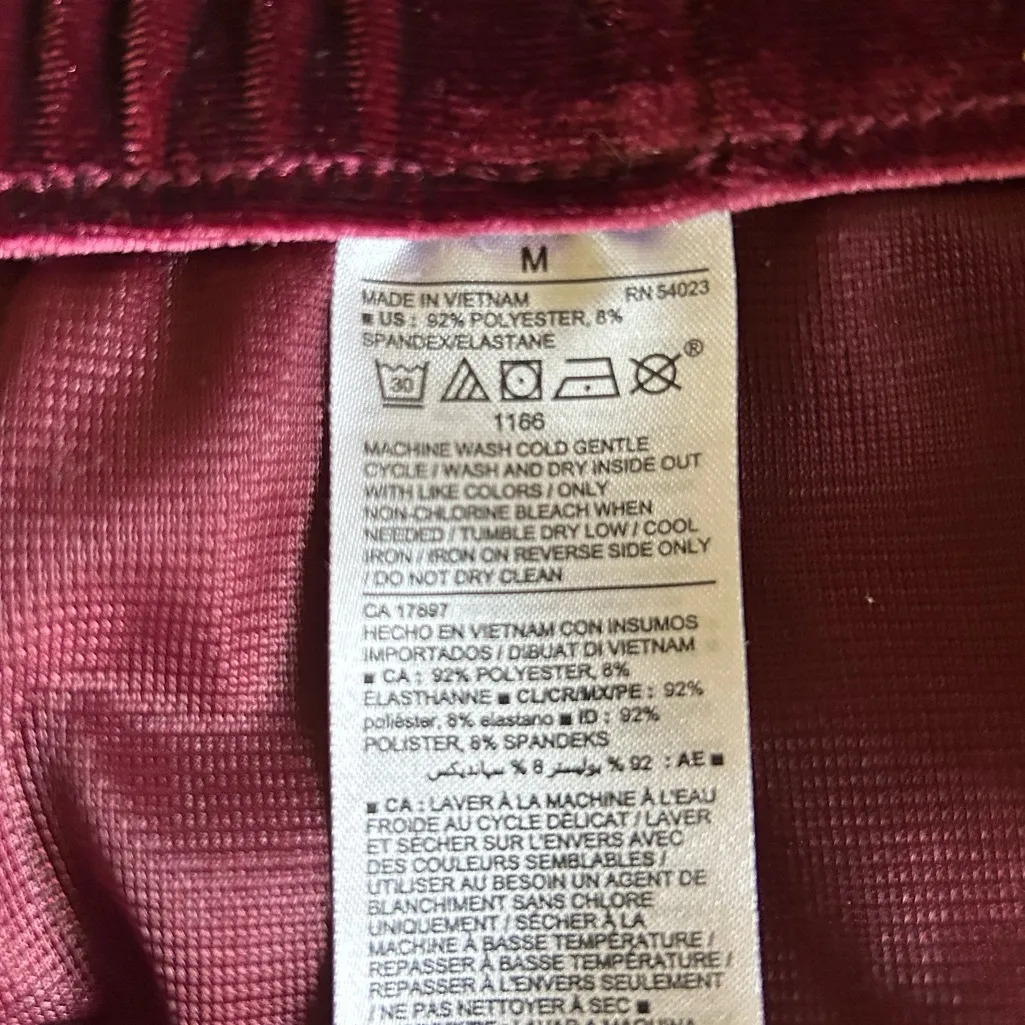 M
MADE IN VIETNAM RN 54023
■ US : 92% POLYESTER, 8%
SPANDEX/ELASTANE
30 ®
1166
MACHINE WASH COLD GENTLE
CYCLE / WASH AND DRY INSIDE OUT
WITH LIKE COLORS / ONLY
NON-CHLORINE BLEACH WHEN
NEEDED / TUMBLE DRY LOW / COOL
IRON / IRON ON REVERSE SIDE ONLY
/ DO NOT DRY CLEAN
CA 17897
HECHO EN VIETNAM CON INSUMOS
IMPORTADOS / DIBUAT DI VIETNAM
■ CA : 92% POLYESTER, 8%
ÉLASTHANNE ■ CL/CR/MX/PE : 92%
poliéster, 8% elastano ■ ID : 92%
POLISTER, 8% SPANDEKS
■ AE : 92 % بوليستر 8 % سباندكس
■ CA : LAVER À LA MACHINE À L'EAU
FROIDE AU CYCLE DÉLICAT / LAVER
ET SÉCHER SUR L'ENVERS AVEC
DES COULEURS SEMBLABLES /
UTILISER AU BESOIN UN AGENT DE
BLANCHIMENT SANS CHLORE
UNIQUEMENT / SÉCHER À LA
MACHINE À BASSE TEMPÉRATURE /
REPASSER À BASSE TEMPÉRATURE /
REPASSER À L'ENVERS SEULEMENT
/ NE PAS NETTOYER À SEC ■
LAVAR A MAQUINA